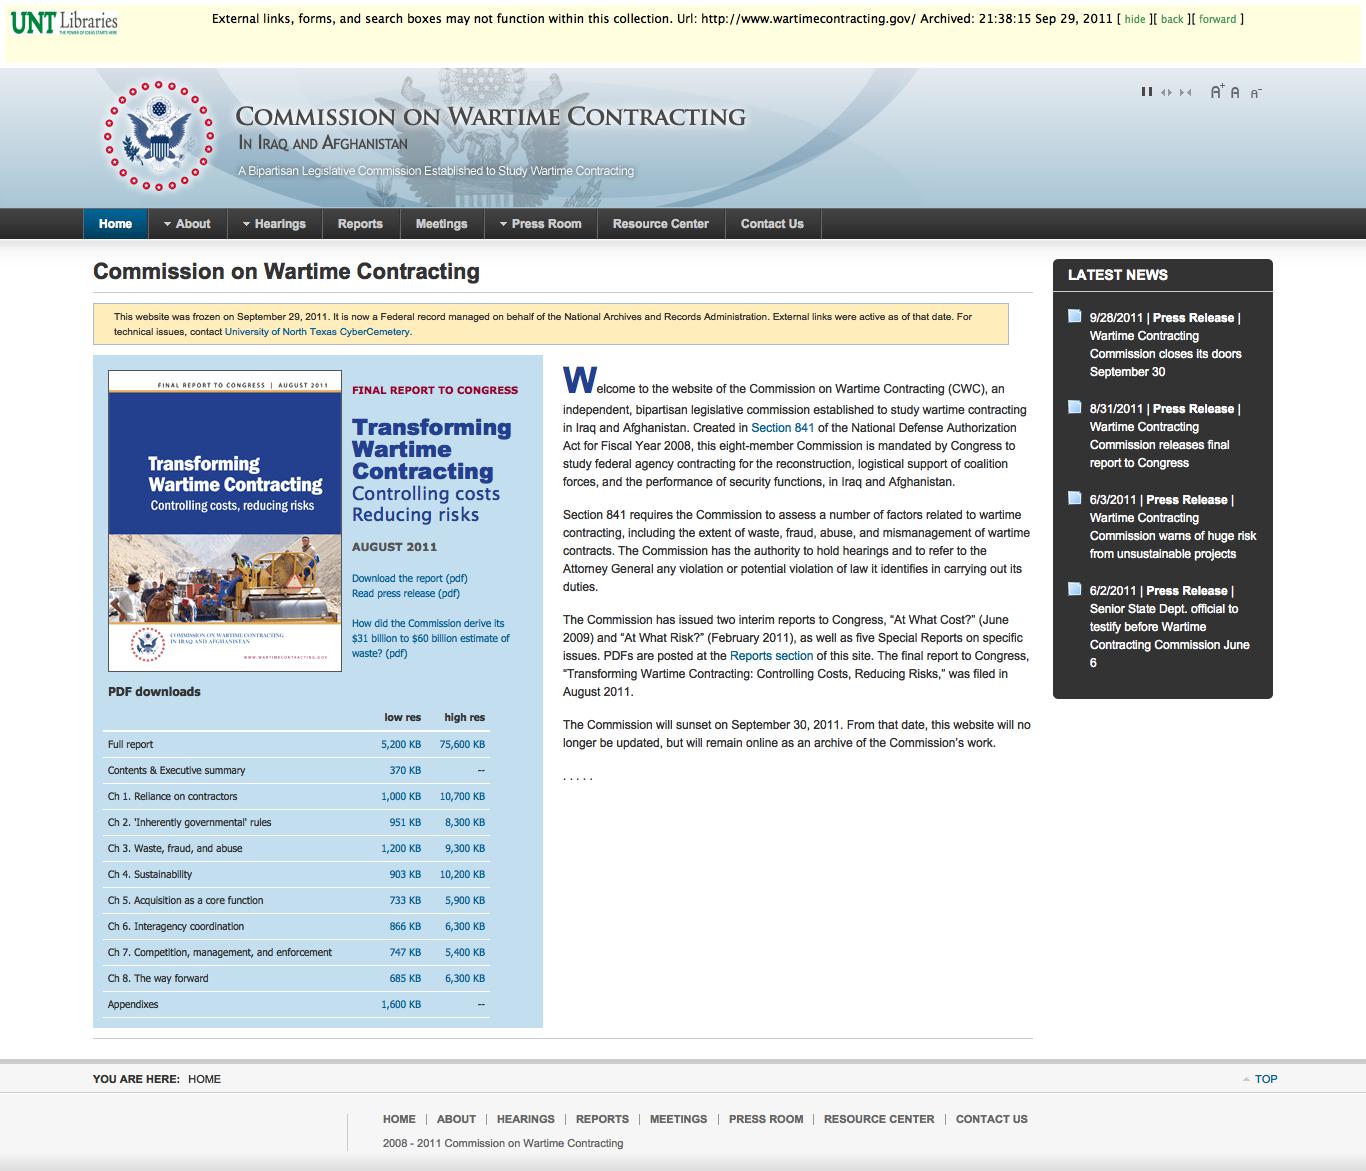 UNT Libraries
THE POWER OF IDEAS STARTS HERE
External links, forms, and search boxes may not function within this collection. Url: http://www.wartimecontracting.gov/ Archived: 21:38:15 Sep 29, 2011 [ hide ][ back ][ forward ]
A+ A A-
COMMISSION ON WARTIME CONTRACTING
IN IRAQ AND AFGHANISTAN
A Bipartisan Legislative Commission Established to Study Wartime Contracting
Home About Hearings Reports Meetings Press Room Resource Center Contact Us
Commission on Wartime Contracting
This website was frozen on September 29, 2011. It is now a Federal record managed on behalf of the National Archives and Records Administration. External links were active as of that date. For
technical issues, contact University of North Texas CyberCemetery.
FINAL REPORT TO CONGRESS | AUGUST 2011
Transforming
Wartime Contracting
Controlling costs, reducing risks
COMMISSION ON WARTIME CONTRACTING
IN IRAQ AND AFGHANISTAN
WWW.WARTIMECONTRACTING.GOV
FINAL REPORT TO CONGRESS
Transforming
Wartime
Contracting
Controlling costs
Reducing risks
AUGUST 2011
Download the report (pdf)
Read press release (pdf)
How did the Commission derive its
$31 billion to $60 billion estimate of
waste? (pdf)
PDF downloads
low res high res
Full report 5,200 KB 75,600 KB
Contents & Executive summary 370 KB --
Ch 1. Reliance on contractors 1,000 KB 10,700 KB
Ch 2. 'Inherently governmental' rules 951 KB 8,300 KB
Ch 3. Waste, fraud, and abuse 1,200 KB 9,300 KB
Ch 4. Sustainability 903 KB 10,200 KB
Ch 5. Acquisition as a core function 733 KB 5,900 KB
Ch 6. Interagency coordination 866 KB 6,300 KB
Ch 7. Competition, management, and enforcement 747 KB 5,400 KB
Ch 8. The way forward 685 KB 6,300 KB
Appendixes 1,600 KB --
Welcome to the website of the Commission on Wartime Contracting (CWC), an
independent, bipartisan legislative commission established to study wartime contracting
in Iraq and Afghanistan. Created in Section 841 of the National Defense Authorization
Act for Fiscal Year 2008, this eight-member Commission is mandated by Congress to
study federal agency contracting for the reconstruction, logistical support of coalition
forces, and the performance of security functions, in Iraq and Afghanistan.
Section 841 requires the Commission to assess a number of factors related to wartime
contracting, including the extent of waste, fraud, abuse, and mismanagement of wartime
contracts. The Commission has the authority to hold hearings and to refer to the
Attorney General any violation or potential violation of law it identifies in carrying out its
duties.
The Commission has issued two interim reports to Congress, “At What Cost?” (June
2009) and “At What Risk?” (February 2011), as well as five Special Reports on specific
issues. PDFs are posted at the Reports section of this site. The final report to Congress,
“Transforming Wartime Contracting: Controlling Costs, Reducing Risks,” was filed in
August 2011.
The Commission will sunset on September 30, 2011. From that date, this website will no
longer be updated, but will remain online as an archive of the Commission’s work.
. . . . .
LATEST NEWS
9/28/2011 | Press Release |
Wartime Contracting
Commission closes its doors
September 30
8/31/2011 | Press Release |
Wartime Contracting
Commission releases final
report to Congress
6/3/2011 | Press Release |
Wartime Contracting
Commission warns of huge risk
from unsustainable projects
6/2/2011 | Press Release |
Senior State Dept. official to
testify before Wartime
Contracting Commission June
6
YOU ARE HERE: HOME
TOP
HOME | ABOUT | HEARINGS | REPORTS | MEETINGS | PRESS ROOM | RESOURCE CENTER | CONTACT US
2008 - 2011 Commission on Wartime Contracting